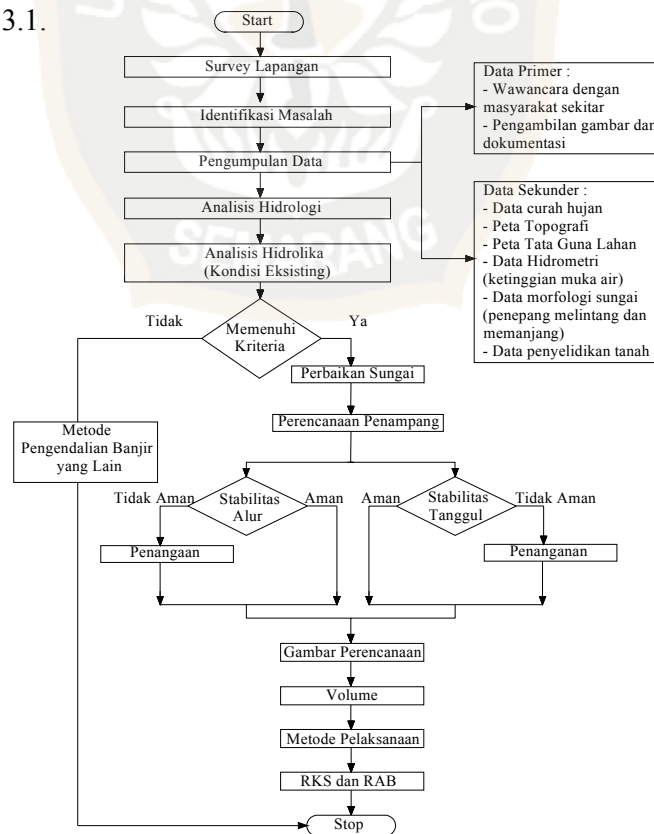 3.1.
Start
Survey Lapangan
Identifikasi Masalah
Pengumpulan Data
Data Primer :
- Wawancara dengan
masyarakat sekitar
- Pengambilan gambar dan
dokumentasi
Data Sekunder :
- Data curah hujan
- Peta Topografi
- Peta Tata Guna Lahan
- Data Hidrometri
(ketinggian muka air)
- Data morfologi sungai
(penepang melintang dan
memanjang)
- Data penyelidikan tanah
Analisis Hidrologi
Analisis Hidrolika
(Kondisi Eksisting)
SEMARANG
Tidak
Memenuhi
Kriteria
Ya
Perbaikan Sungai
Perencanaan Penampang
Metode
Pengendalian Banjir
yang Lain
Tidak Aman
Stabilitas
Alur
Aman
Aman
Stabilitas
Tanggul
Tidak Aman
Penangaan
Penanganan
Gambar Perencanaan
Volume
Metode Pelaksanaan
RKS dan RAB
Stop